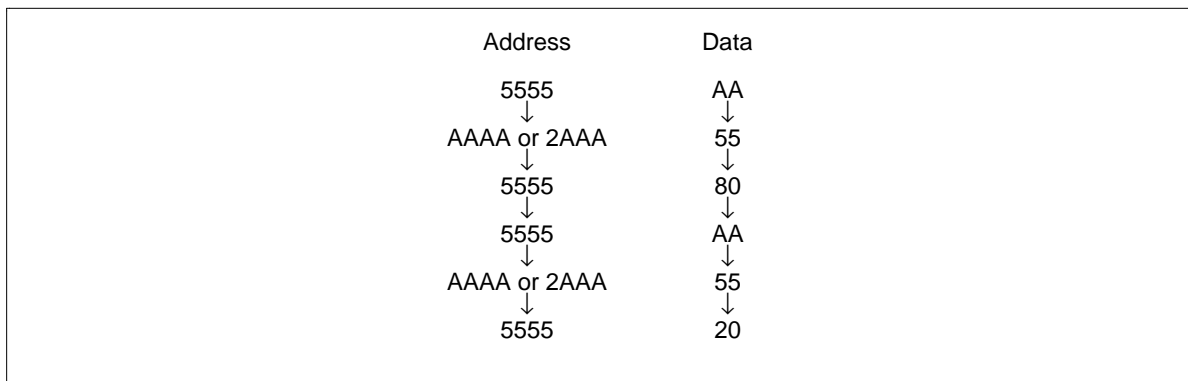 Address Data
5555 AA
↓ ↓
AAAA or 2AAA 55
↓ ↓
5555 80
↓ ↓
5555 AA
↓ ↓
AAAA or 2AAA 55
↓ ↓
5555 20